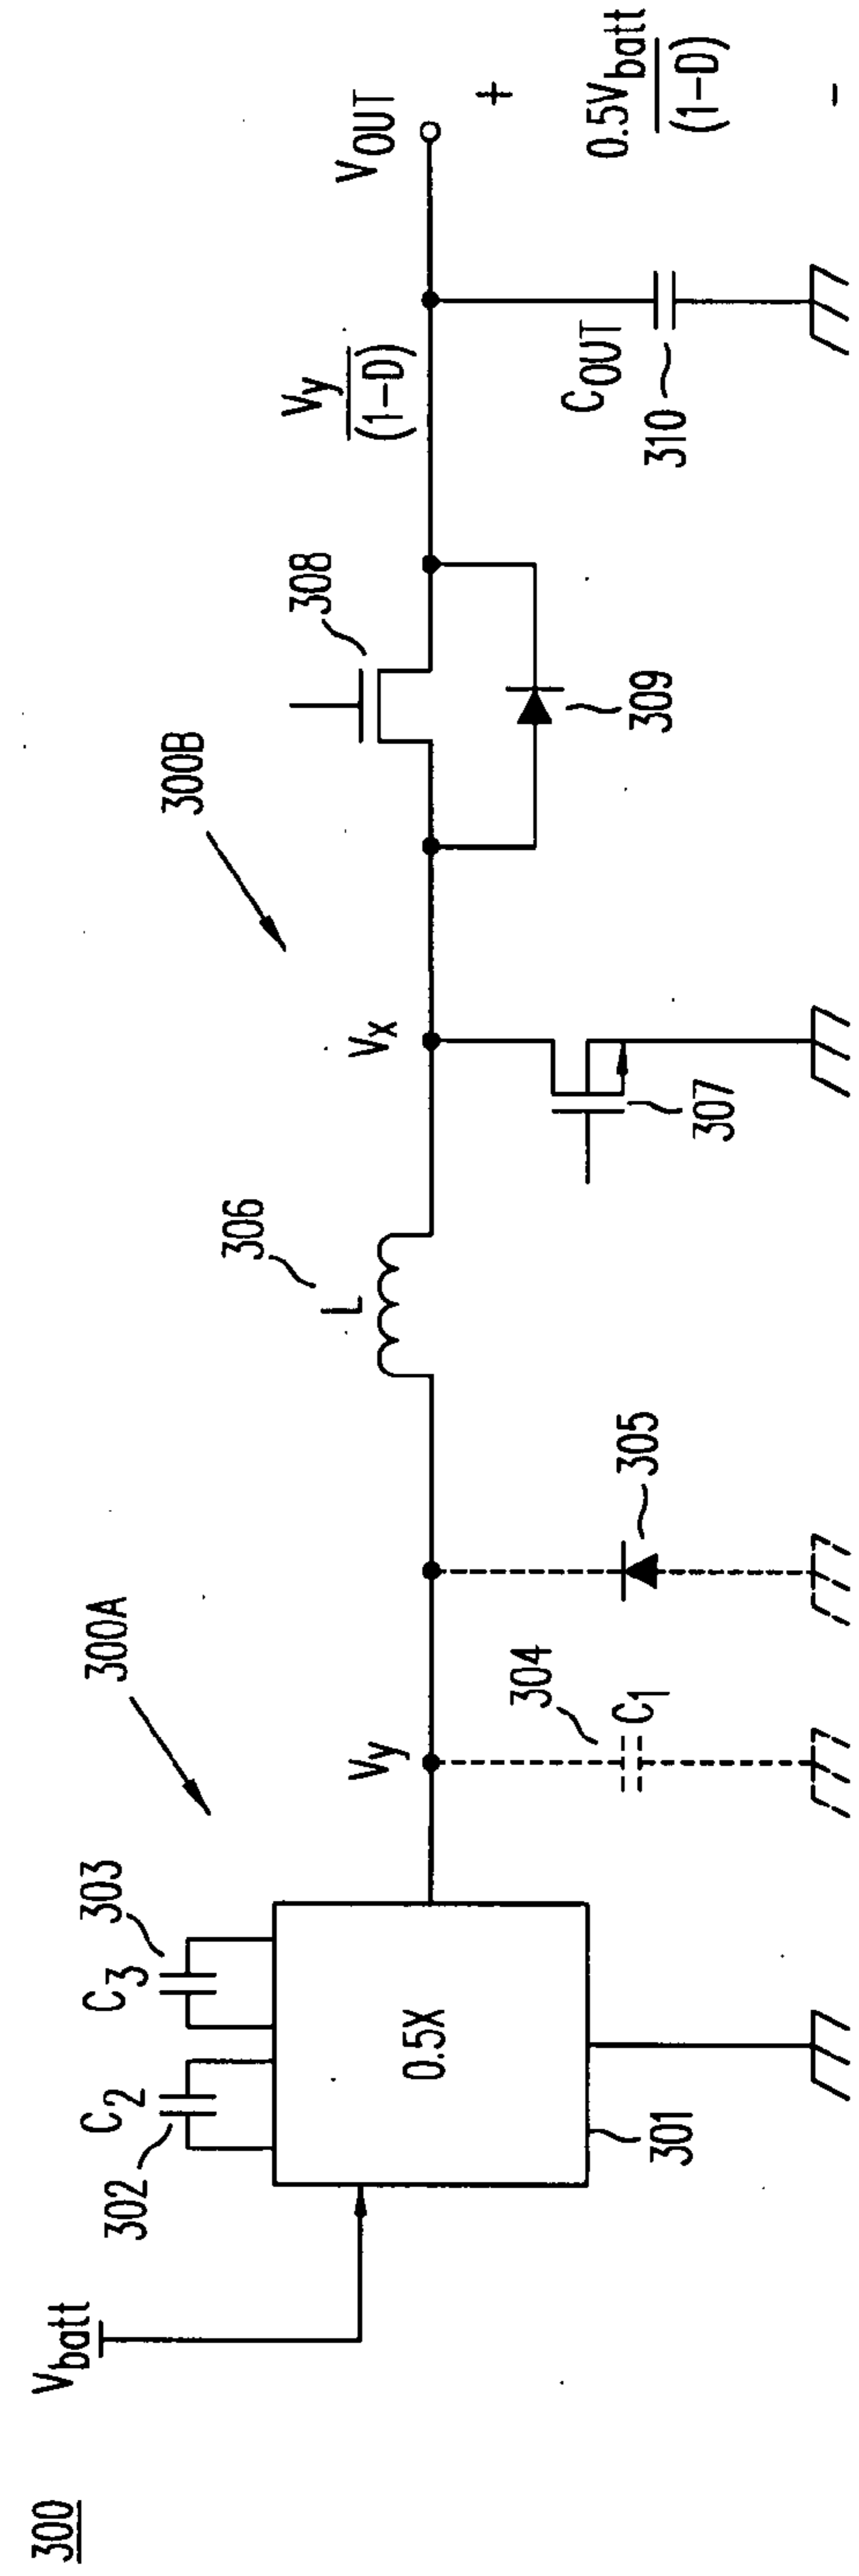 300
V_batt
302
C_2
C_3
303
300A
0.5X
301
V_y
304
C_1
305
306
L
300B
V_x
307
308
309
V_y
(1-D)
C_OUT
310
V_OUT
+
0.5V_batt
(1-D)
-